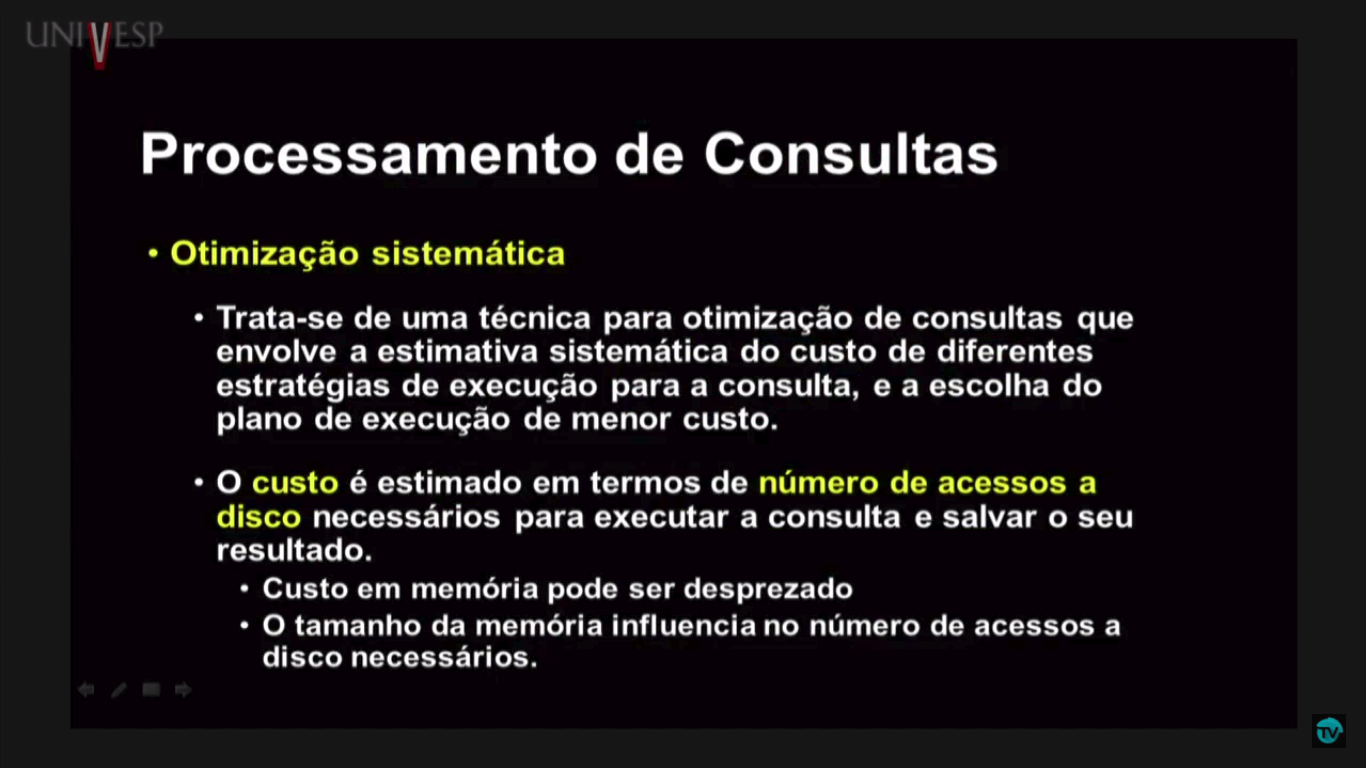 UNIVESP
Processamento de Consultas
• Otimização sistemática
• Trata-se de uma técnica para otimização de consultas que
envolve a estimativa sistemática do custo de diferentes
estratégias de execução para a consulta, e a escolha do
plano de execução de menor custo.
• O custo é estimado em termos de número de acessos a
disco necessários para executar a consulta e salvar o seu
resultado.
• Custo em memória pode ser desprezado
• O tamanho da memória influencia no número de acessos a
disco necessários.
TV